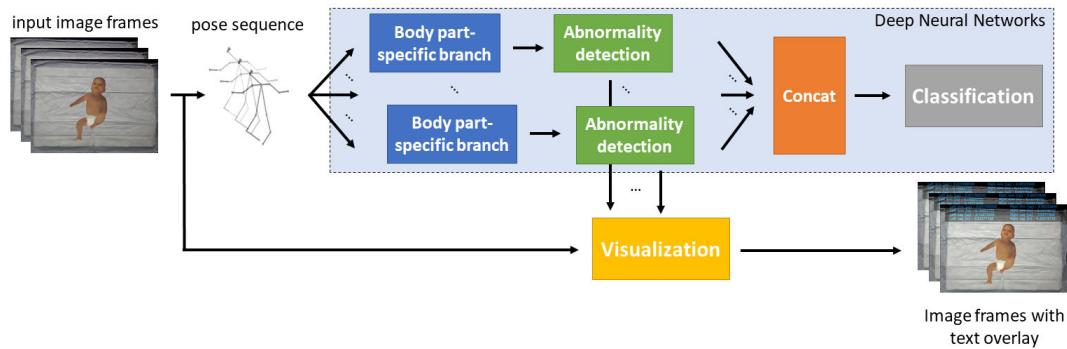 input image frames
pose sequence
Deep Neural Networks
Body part-
specific branch
Abnormality
detection
...
...
...
...
...
...
...
Body part-
specific branch
Abnormality
detection
Concat
Classification
...
Visualization
Image frames with
text overlay